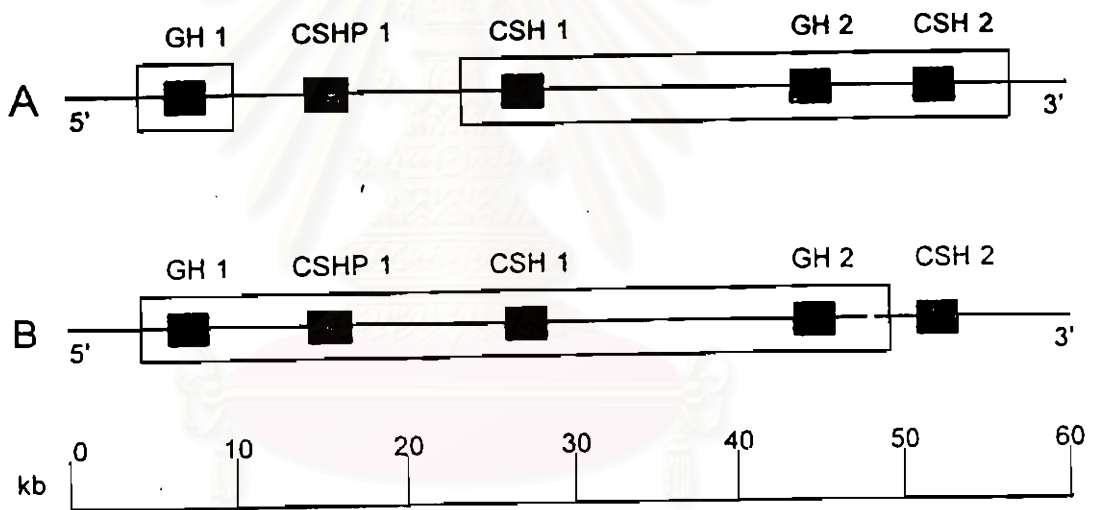 GH 1 CSHP 1 CSH 1 GH 2 CSH 2
A
5' 3'
GH 1 CSHP 1 CSH 1 GH 2 CSH 2
B
5' 3'
0 10 20 30 40 50 60
kb